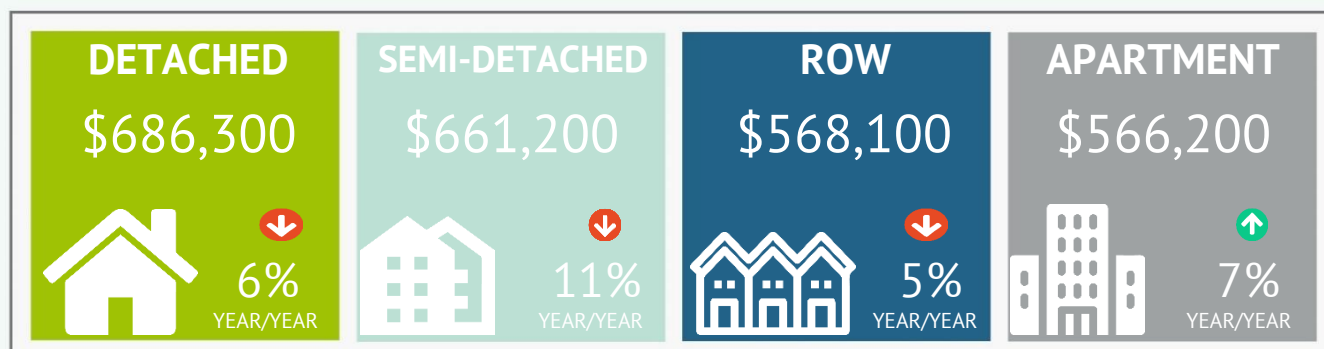 DETACHED
$686,300
6%
YEAR/YEAR
SEMI-DETACHED
$661,200
11%
YEAR/YEAR
ROW
$568,100
5%
YEAR/YEAR
APARTMENT
$566,200
7%
YEAR/YEAR